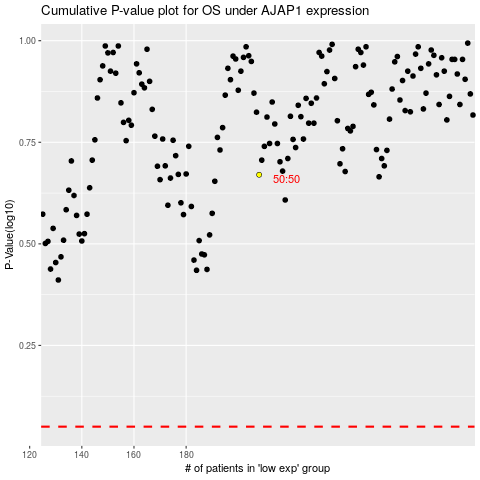 Cumulative P-value plot for OS under AJAP1 expression
P-Value(log10)
1.00
0.75
0.50
0.25
50:50
120 140 160 180
# of patients in 'low exp' group